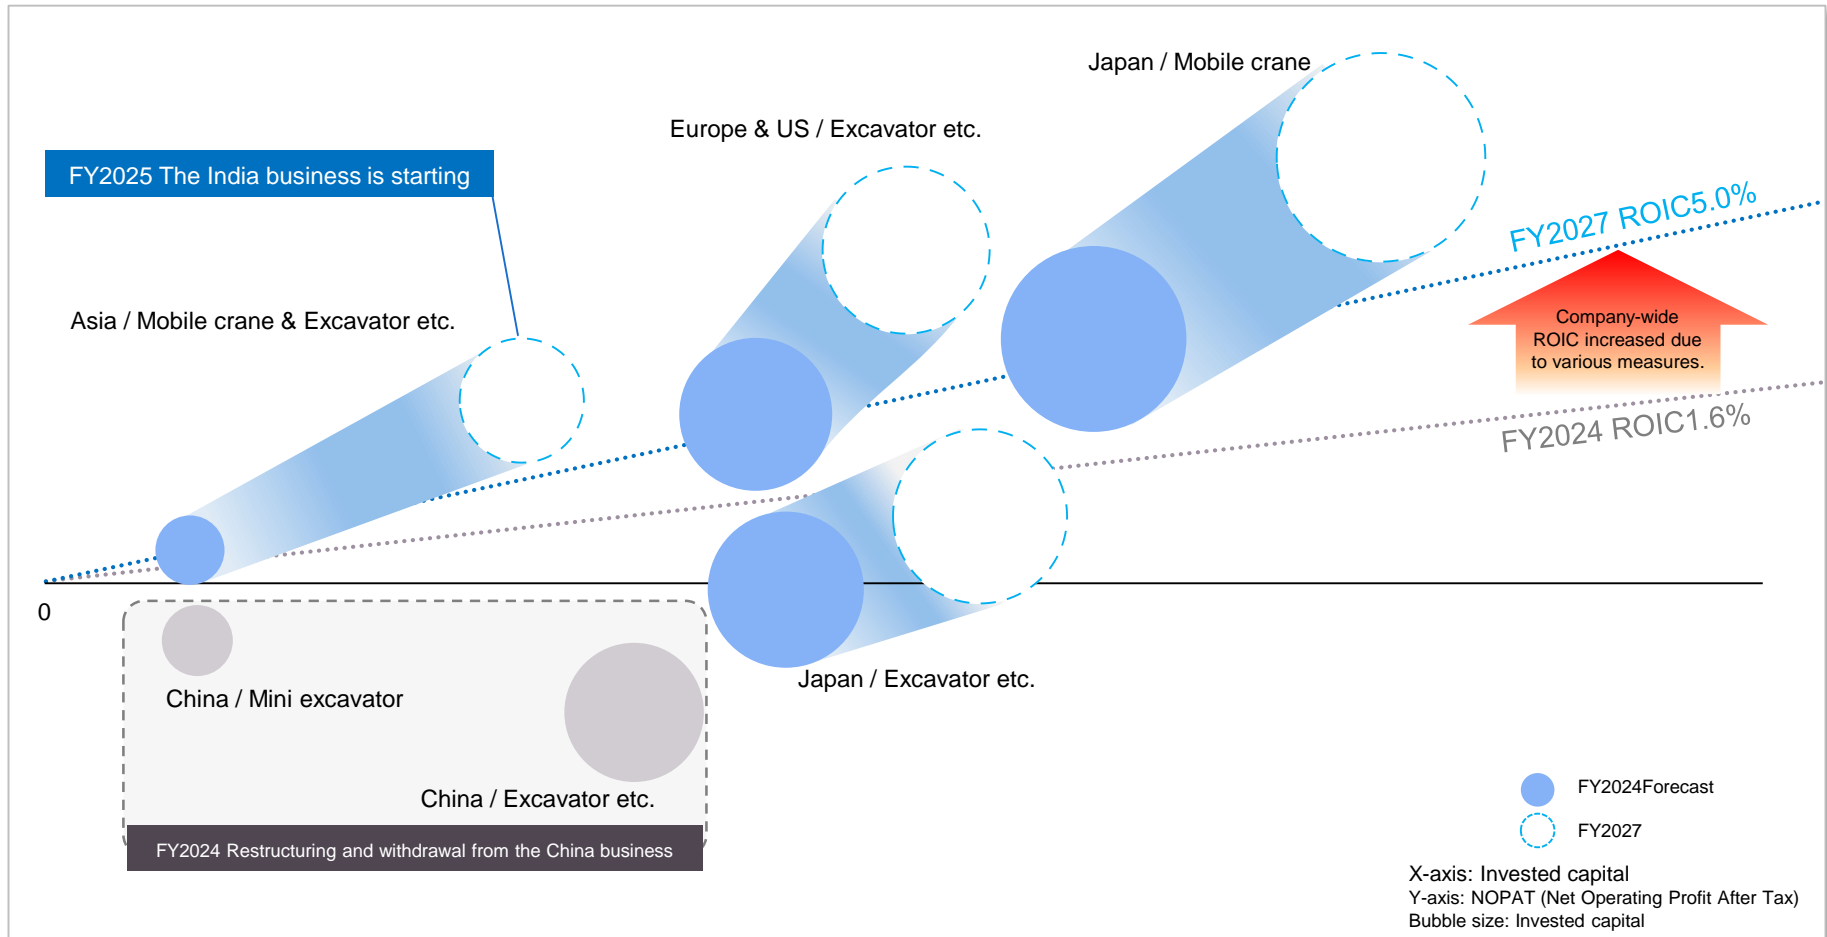 Japan / Mobile crane
Europe & US / Excavator etc.
FY2025 The India business is starting
FY2027 ROIC5.0%
Asia / Mobile crane & Excavator etc.
Company-wide
ROIC increased due
to various measures.
FY2024 ROIC1.6%
0
Japan / Excavator etc.
China / Mini excavator
China / Excavator etc.
FY2024 Restructuring and withdrawal from the China business
FY2024Forecast
FY2027
X-axis: Invested capital
Y-axis: NOPAT (Net Operating Profit After Tax)
Bubble size: Invested capital